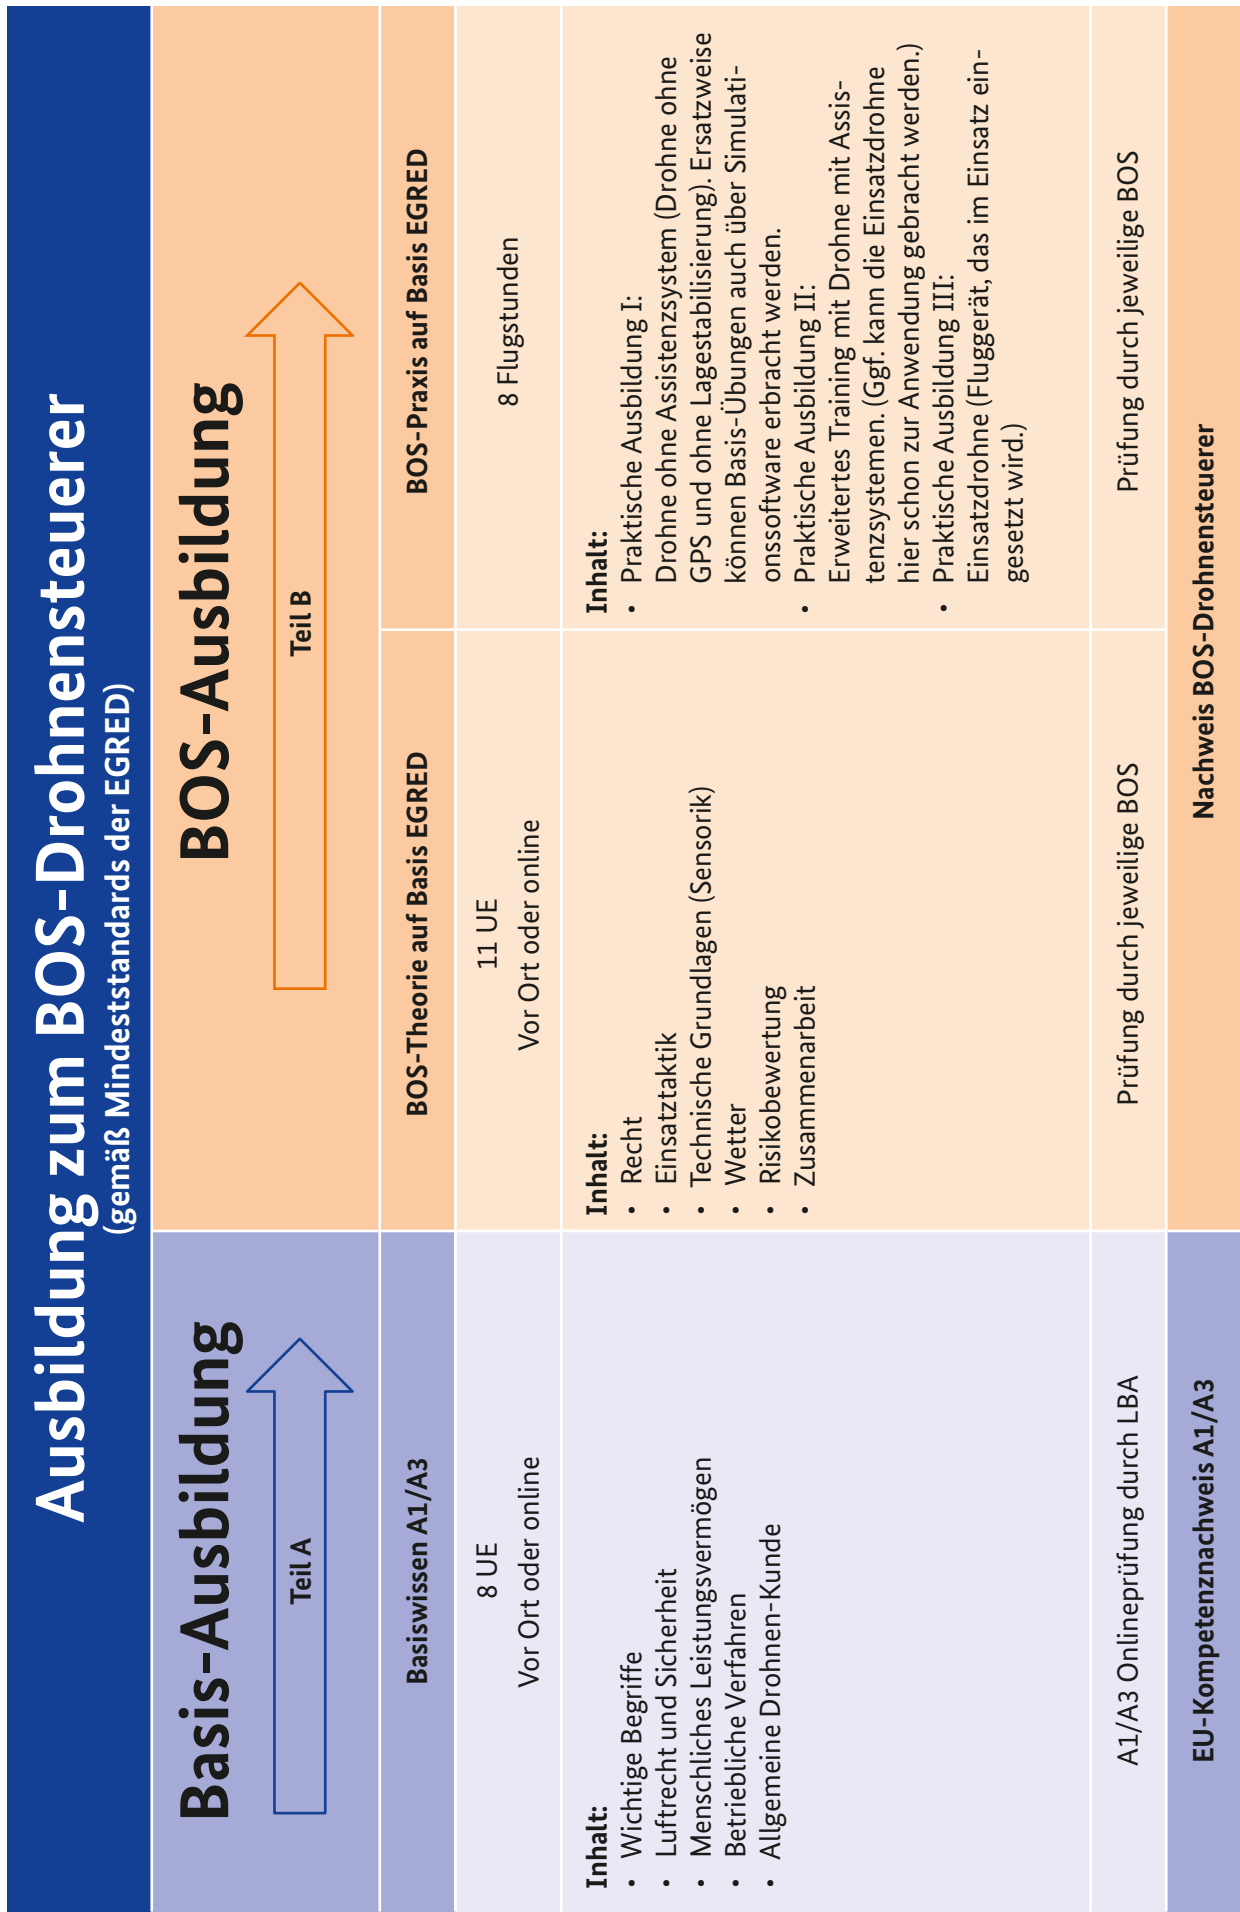 Ausbildung zum BOS-Drohnensteuerer
(gemäß Mindeststandards der EGRED)
Basis-Ausbildung
Teil A
BOS-Ausbildung
Teil B
Basiswissen A1/A3
8 UE
Vor Ort oder online
Inhalt:
• Wichtige Begriffe
• Luftrecht und Sicherheit
• Menschliches Leistungsvermögen
• Betriebliche Verfahren
• Allgemeine Drohnen-Kunde
A1/A3 Onlineprüfung durch LBA
EU-Kompetenznachweis A1/A3
BOS-Theorie auf Basis EGRED
11 UE
Vor Ort oder online
Inhalt:
• Recht
• Einsatztaktik
• Technische Grundlagen (Sensorik)
• Wetter
• Risikobewertung
• Zusammenarbeit
Prüfung durch jeweilige BOS
BOS-Praxis auf Basis EGRED
8 Flugstunden
Inhalt:
• Praktische Ausbildung I:
Drohne ohne Assistenzsystem (Drohne ohne
GPS und ohne Lagestabilisierung). Ersatzweise
können Basis-Übungen auch über Simulati-
onssoftware erbracht werden.
• Praktische Ausbildung II:
Erweitertes Training mit Drohne mit Assis-
tenzsystemen. (Ggf. kann die Einsatzdrohne
hier schon zur Anwendung gebracht werden.)
• Praktische Ausbildung III:
Einsatzdrohne (Fluggerät, das im Einsatz ein-
gesetzt wird.)
Prüfung durch jeweilige BOS
Nachweis BOS-Drohnensteuerer